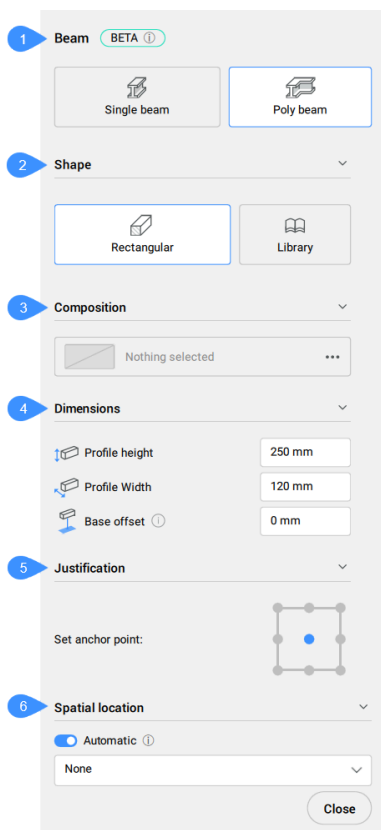 1
Beam BETA ⓘ
Single beam
Poly beam
2
Shape
Rectangular
Library
3
Composition
Nothing selected •••
4
Dimensions
Profile height 250 mm
Profile Width 120 mm
Base offset ⓘ 0 mm
5
Justification
Set anchor point:
6
Spatial location
Automatic ⓘ
None
Close